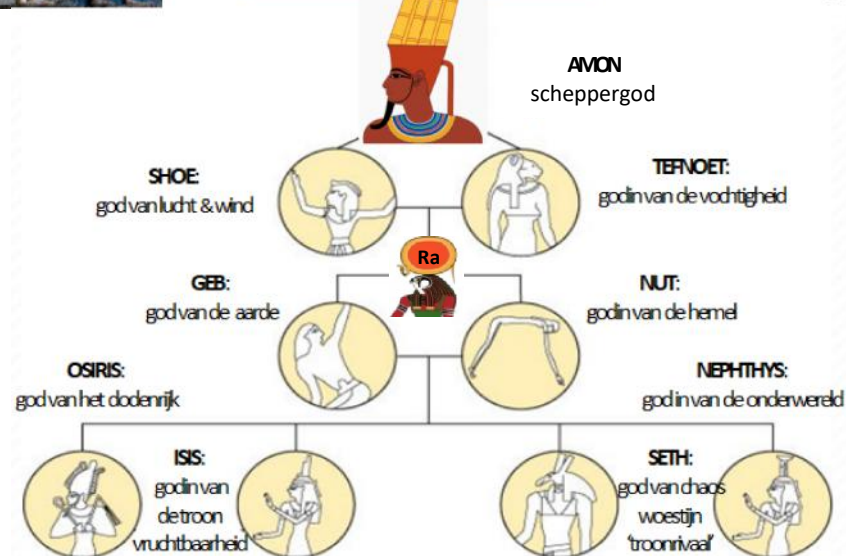 AMON
scheppergod
SHOE:
god van lucht & wind
TEFNOET:
godin van de vochtigheid
Ra
GEB:
god van de aarde
NUT:
godin van de hemel
OSIRIS:
god van het dodenrijk
NEPHTHYS:
godin van de onderwereld
ISIS:
godin van
de troon
vruchtbaarheid
SETH:
god van chaos
woestijn
'troonrivaal'